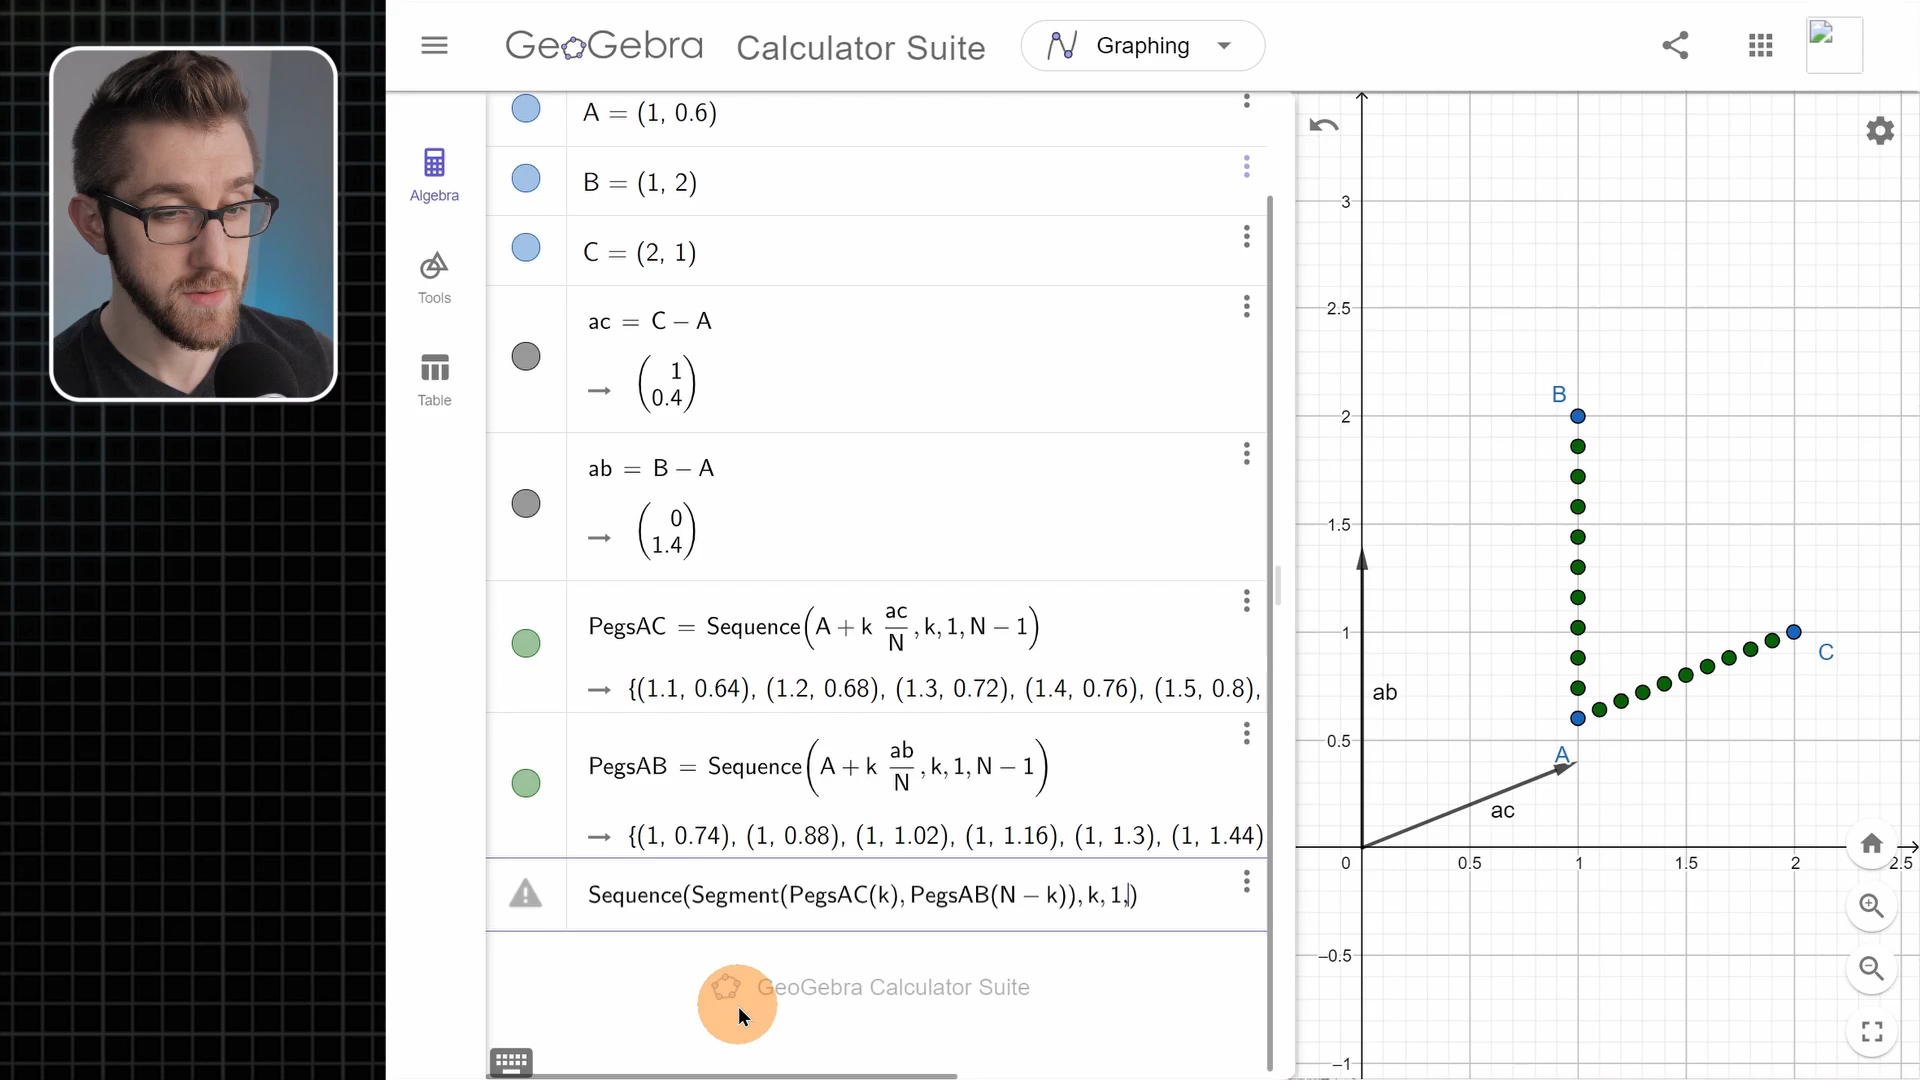 GeoGebra Calculator Suite Graphing
Algebra
Tools
Table
A = (1, 0.6)
B = (1, 2)
C = (2, 1)
ac = C − A
→ (1 0.4)
ab = B − A
→ (0 1.4)
PegsAC = Sequence(A + k ac/N, k, 1, N − 1)
→ {(1.1, 0.64), (1.2, 0.68), (1.3, 0.72), (1.4, 0.76), (1.5, 0.8),
PegsAB = Sequence(A + k ab/N, k, 1, N − 1)
→ {(1, 0.74), (1, 0.88), (1, 1.02), (1, 1.16), (1, 1.3), (1, 1.44)
Sequence(Segment(PegsAC(k), PegsAB(N − k)), k, 1,)
GeoGebra Calculator Suite
3
2.5
B
2
1.5
1
C
ab
0.5
A
ac
0 0.5 1 1.5 2 2.5
−0.5
−1